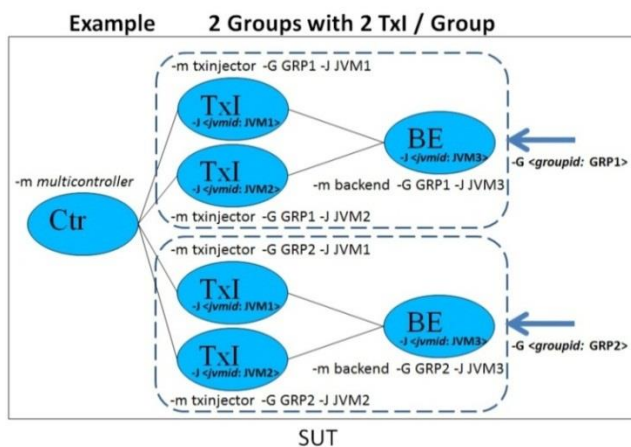 Example 2 Groups with 2 TxI / Group
-m txinjector -G GRP1 -J JVM1
TxI
-J <jvmid: JVM1>
BE
-J <jvmid: JVM3>
-G <groupid: GRP1>
TxI
-J <jvmid: JVM2>
-m backend -G GRP1 -J JVM3
-m multicontroller
-m txinjector -G GRP1 -J JVM2
Ctr
-m txinjector -G GRP2 -J JVM1
TxI
-J <jvmid: JVM1>
BE
-J <jvmid: JVM3>
-G <groupid: GRP2>
TxI
-J <jvmid: JVM2>
-m backend -G GRP2 -J JVM3
-m txinjector -G GRP2 -J JVM2
SUT